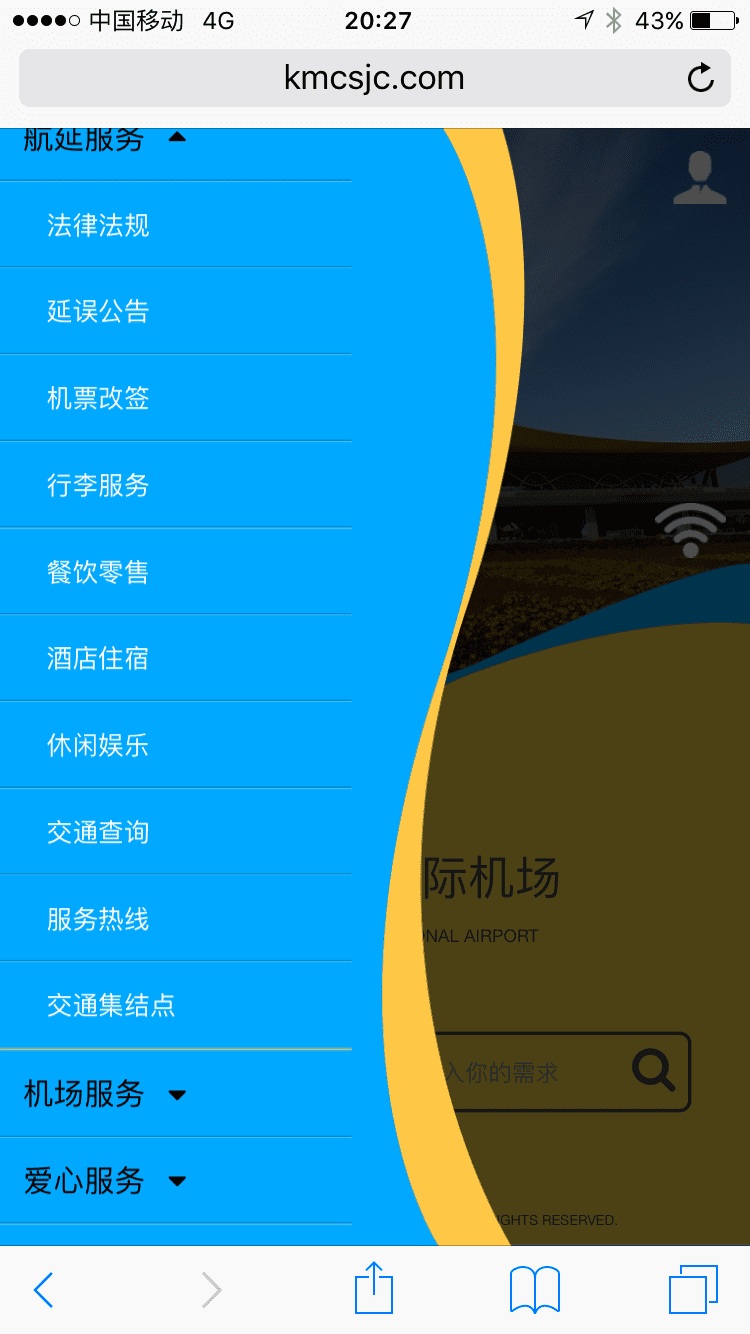 中国移动 4G 20:27 43%
kmcsjc.com
航延服务
法律法规
延误公告
机票改签
行李服务
餐饮零售
酒店住宿
休闲娱乐
交通查询
服务热线
交通集结点
机场服务
爱心服务
际机场
NAL AIRPORT
入你的需求
GHTS RESERVED.